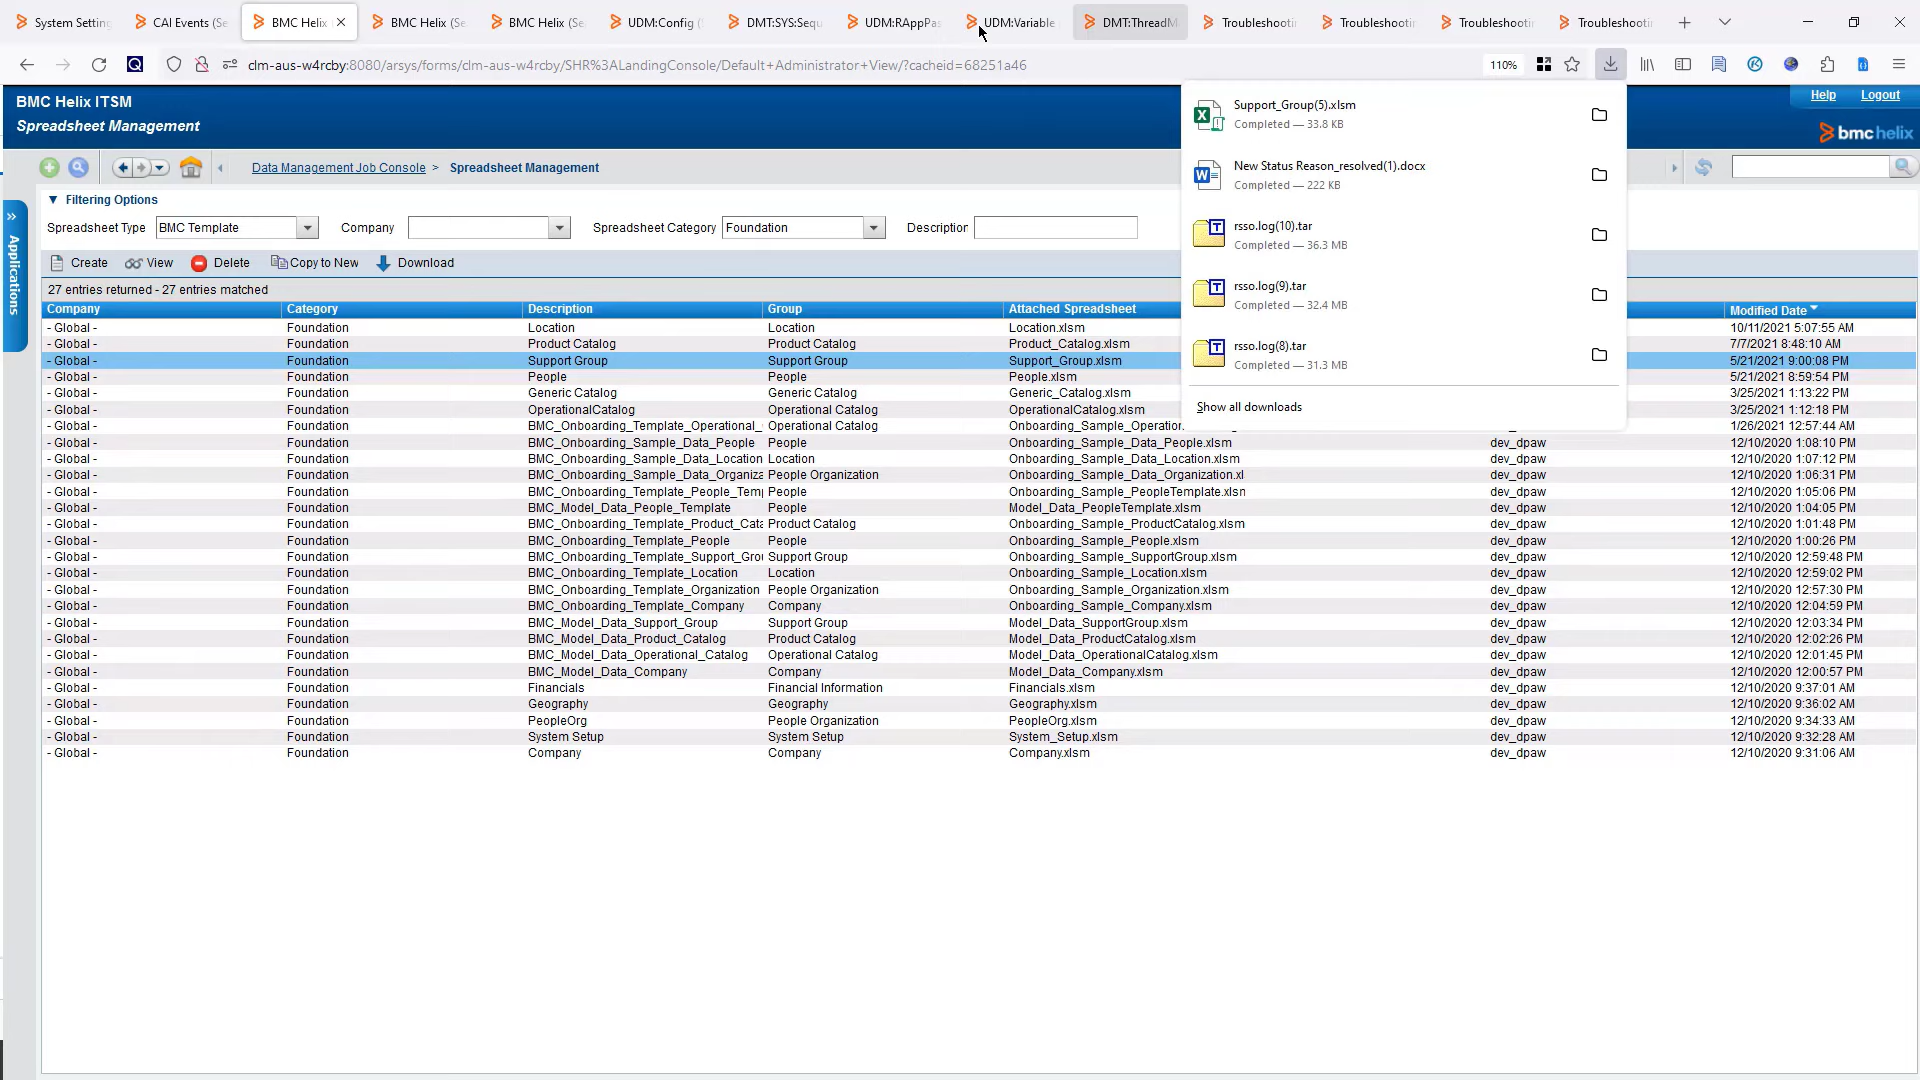 System Setting
CAI Events (Se
BMC Helix
BMC Helix (Se
BMC Helix (Se
UDM:Config (
DMT:SYS:Sequ
UDM:RAppPas
UDM:Variable
DMT:ThreadM
Troubleshootin
Troubleshootin
Troubleshootin
Troubleshootin
clm-aus-w4rcby:8080/arsys/forms/clm-aus-w4rcby/SHR%3ALandingConsole/Default+Administrator+View/?cacheid=68251a46
110%
BMC Helix ITSM
Spreadsheet Management
Help Logout
bmc helix
Data Management Job Console > Spreadsheet Management
Applications
Filtering Options
Spreadsheet Type BMC Template Company Spreadsheet Category Foundation Description
Create View Delete Copy to New Download
27 entries returned - 27 entries matched
Company Category Description Group Attached Spreadsheet Modified Date
- Global - Foundation Location Location Location.xlsm 10/11/2021 5:07:55 AM
- Global - Foundation Product Catalog Product Catalog Product_Catalog.xlsm 7/7/2021 8:48:10 AM
- Global - Foundation Support Group Support Group Support_Group.xlsm 5/21/2021 9:00:08 PM
- Global - Foundation People People People.xlsm 5/21/2021 8:59:54 PM
- Global - Foundation Generic Catalog Generic Catalog Generic_Catalog.xlsm 3/25/2021 1:13:22 PM
- Global - Foundation OperationalCatalog Operational Catalog OperationalCatalog.xlsm 3/25/2021 1:12:18 PM
- Global - Foundation BMC_Onboarding_Template_Operational_ Operational Catalog Onboarding_Sample_Operation 1/26/2021 12:57:44 AM
- Global - Foundation BMC_Onboarding_Sample_Data_People People Onboarding_Sample_Data_People.xlsm dev_dpaw 12/10/2020 1:08:10 PM
- Global - Foundation BMC_Onboarding_Sample_Data_Location Location Onboarding_Sample_Data_Location.xlsm dev_dpaw 12/10/2020 1:07:12 PM
- Global - Foundation BMC_Onboarding_Sample_Data_Organiza People Organization Onboarding_Sample_Data_Organization.xl dev_dpaw 12/10/2020 1:06:31 PM
- Global - Foundation BMC_Onboarding_Template_People_Tem People Onboarding_Sample_PeopleTemplate.xlsn dev_dpaw 12/10/2020 1:05:06 PM
- Global - Foundation BMC_Model_Data_People_Template People Model_Data_PeopleTemplate.xlsm dev_dpaw 12/10/2020 1:04:05 PM
- Global - Foundation BMC_Onboarding_Template_Product_Cata Product Catalog Onboarding_Sample_ProductCatalog.xlsm dev_dpaw 12/10/2020 1:01:48 PM
- Global - Foundation BMC_Onboarding_Template_People People Onboarding_Sample_People.xlsm dev_dpaw 12/10/2020 1:00:26 PM
- Global - Foundation BMC_Onboarding_Template_Support_Grou Support Group Onboarding_Sample_SupportGroup.xlsm dev_dpaw 12/10/2020 12:59:48 PM
- Global - Foundation BMC_Onboarding_Template_Location Location Onboarding_Sample_Location.xlsm dev_dpaw 12/10/2020 12:59:02 PM
- Global - Foundation BMC_Onboarding_Template_Organization People Organization Onboarding_Sample_Organization.xlsm dev_dpaw 12/10/2020 12:57:30 PM
- Global - Foundation BMC_Onboarding_Template_Company Company Onboarding_Sample_Company.xlsm dev_dpaw 12/10/2020 12:04:59 PM
- Global - Foundation BMC_Model_Data_Support_Group Support Group Model_Data_SupportGroup.xlsm dev_dpaw 12/10/2020 12:03:34 PM
- Global - Foundation BMC_Model_Data_Product_Catalog Product Catalog Model_Data_ProductCatalog.xlsm dev_dpaw 12/10/2020 12:02:26 PM
- Global - Foundation BMC_Model_Data_Operational_Catalog Operational Catalog Model_Data_OperationalCatalog.xlsm dev_dpaw 12/10/2020 12:01:45 PM
- Global - Foundation BMC_Model_Data_Company Company Model_Data_Company.xlsm dev_dpaw 12/10/2020 12:00:57 PM
- Global - Foundation Financials Financial Information Financials.xlsm dev_dpaw 12/10/2020 9:37:01 AM
- Global - Foundation Geography Geography Geography.xlsm dev_dpaw 12/10/2020 9:36:02 AM
- Global - Foundation PeopleOrg People Organization PeopleOrg.xlsm dev_dpaw 12/10/2020 9:34:33 AM
- Global - Foundation System Setup System Setup System_Setup.xlsm dev_dpaw 12/10/2020 9:32:28 AM
- Global - Foundation Company Company Company.xlsm dev_dpaw 12/10/2020 9:31:06 AM
Support_Group(5).xlsm
Completed — 33.8 KB
New Status Reason_resolved(1).docx
Completed — 222 KB
rsso.log(10).tar
Completed — 36.3 MB
rsso.log(9).tar
Completed — 32.4 MB
rsso.log(8).tar
Completed — 31.3 MB
Show all downloads